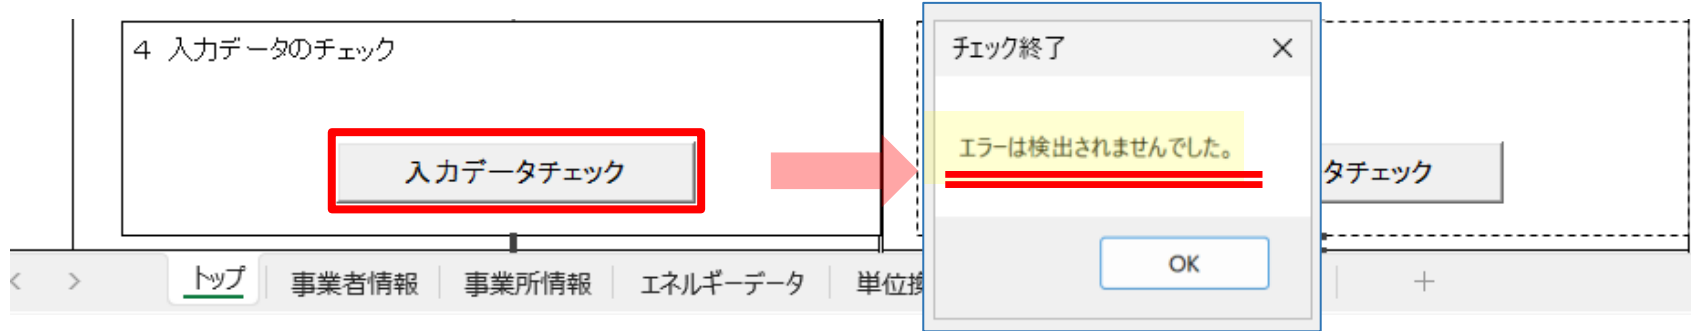 4 入力データのチェック
入力データチェック
チェック終了
エラーは検出されませんでした。
OK
タチェック
トップ 事業者情報 事業所情報 エネルギーデータ 単位換